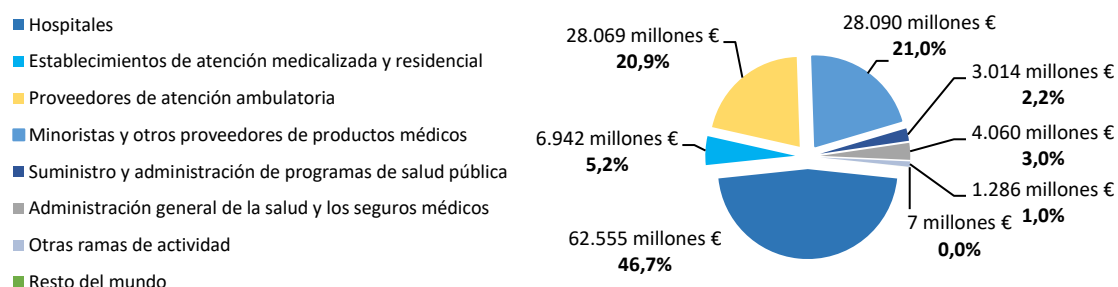 Hospitales
Establecimientos de atención medicalizada y residencial
Proveedores de atención ambulatoria
Minoristas y otros proveedores de productos médicos
Suministro y administración de programas de salud pública
Administración general de la salud y los seguros médicos
Otras ramas de actividad
Resto del mundo
28.069 millones €
20,9%
28.090 millones €
21,0%
3.014 millones €
2,2%
6.942 millones €
5,2%
4.060 millones €
3,0%
1.286 millones €
1,0%
7 millones €
0,0%
62.555 millones €
46,7%